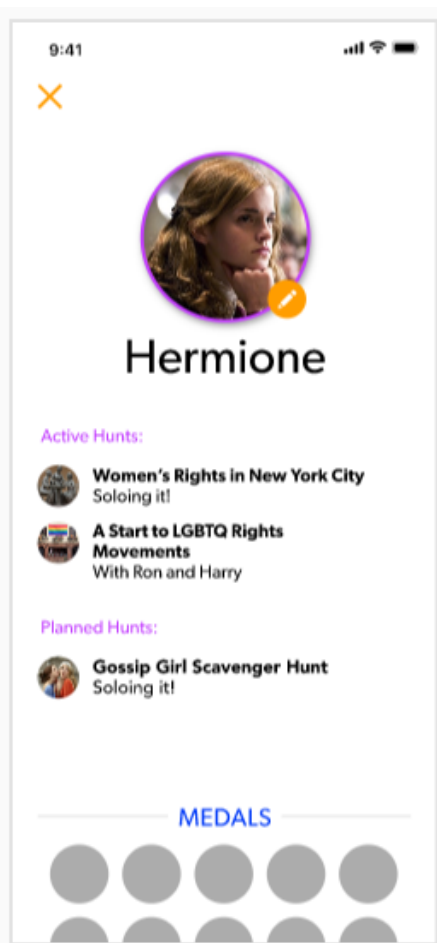 9:41
Hermione
Active Hunts:
Women's Rights in New York City
Soloing it!
A Start to LGBTQ Rights
Movements
With Ron and Harry
Planned Hunts:
Gossip Girl Scavenger Hunt
Soloing it!
MEDALS